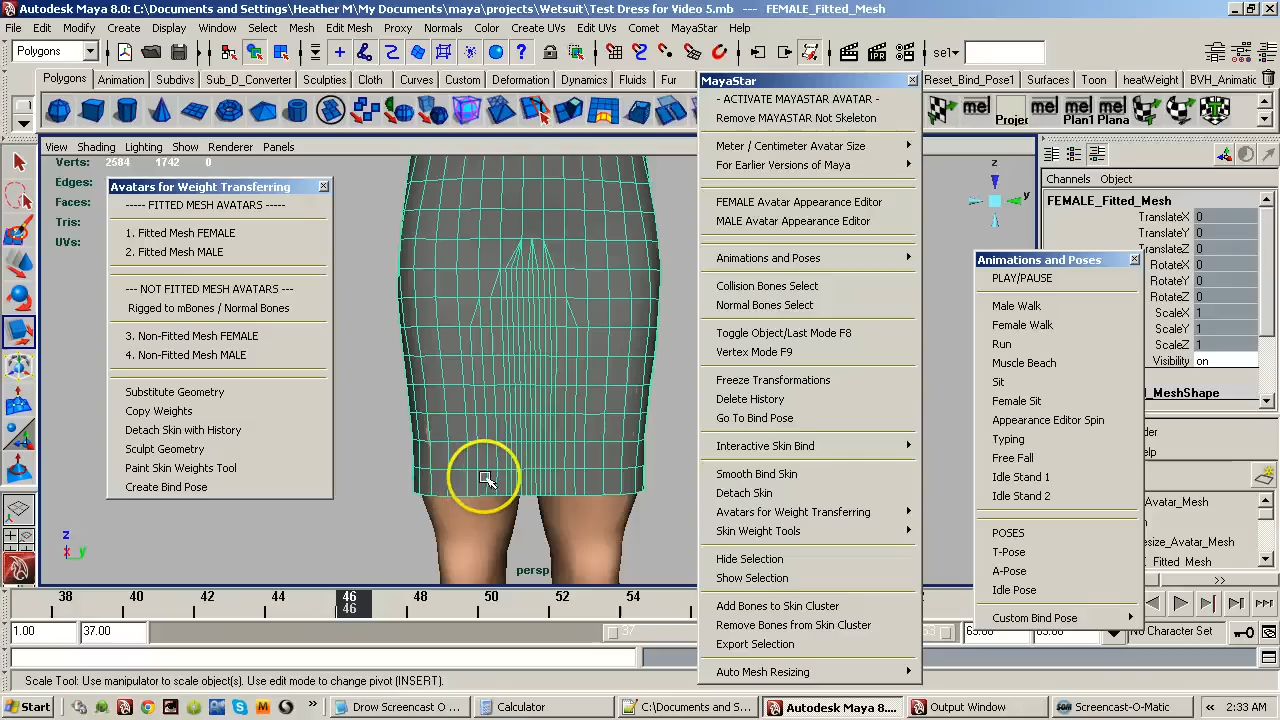 Autodesk Maya 8.0: C:\Documents and Settings\Heather M\My Documents\maya\projects\Wetsuit\Test Dress for Video 5.mb --- FEMALE_Fitted_Mesh
File Edit Modify Create Display Window Select Mesh Edit Mesh Proxy Normals Color Create UVs Edit UVs Comet MayaStar Help
Polygons
sel
Polygons Animation Subdivs Sub_D_Converter Sculpties Cloth Curves Custom Deformation Dynamics Fluids Fur
Reset_Bind_Pose1 Surfaces Toon heatWeight BVH_Animatic
mel Projec mel Plan1 mel Plana
View Shading Lighting Show Renderer Panels
Verts: 2584 1742 0
Edges:
Faces:
Tris:
UVs:
Avatars for Weight Transferring
----- FITTED MESH AVATARS -----
1. Fitted Mesh FEMALE
2. Fitted Mesh MALE
--- NOT FITTED MESH AVATARS ---
Rigged to mBones / Normal Bones
3. Non-Fitted Mesh FEMALE
4. Non-Fitted Mesh MALE
Substitute Geometry
Copy Weights
Detach Skin with History
Sculpt Geometry
Paint Skin Weights Tool
Create Bind Pose
MayaStar
- ACTIVATE MAYASTAR AVATAR -
Remove MAYASTAR Not Skeleton
Meter / Centimeter Avatar Size
For Earlier Versions of Maya
FEMALE Avatar Appearance Editor
MALE Avatar Appearance Editor
Animations and Poses
Collision Bones Select
Normal Bones Select
Toggle Object/Last Mode F8
Vertex Mode F9
Freeze Transformations
Delete History
Go To Bind Pose
Interactive Skin Bind
Smooth Bind Skin
Detach Skin
Avatars for Weight Transferring
Skin Weight Tools
Hide Selection
Show Selection
Add Bones to Skin Cluster
Remove Bones from Skin Cluster
Export Selection
Auto Mesh Resizing
Animations and Poses
PLAY/PAUSE
Male Walk
Female Walk
Run
Muscle Beach
Sit
Female Sit
Appearance Editor Spin
Typing
Free Fall
Idle Stand 1
Idle Stand 2
POSES
T-Pose
A-Pose
Idle Pose
Custom Bind Pose
Channels Object
FEMALE_Fitted_Mesh
TranslateX 0
TranslateY 0
TranslateZ 0
RotateX 0
RotateY 0
RotateZ 0
ScaleX 1
ScaleY 1
ScaleZ 1
Visibility on
d_MeshShape
Avatar_Mesh
esize_Avatar_Mesh
_Fitted_Mesh
>>
z
y
z
x y
persp
38 40 42 44 46 48 50 52 54
46
1.00 37.00 37 63 65.00 65.00 No Character Set
Scale Tool: Use manipulator to scale object(s). Use edit mode to change pivot (INSERT).
Start Drow Screencast O... Calculator C:\Documents and S... Autodesk Maya 8.... Output Window Screencast-O-Matic 2:33 AM